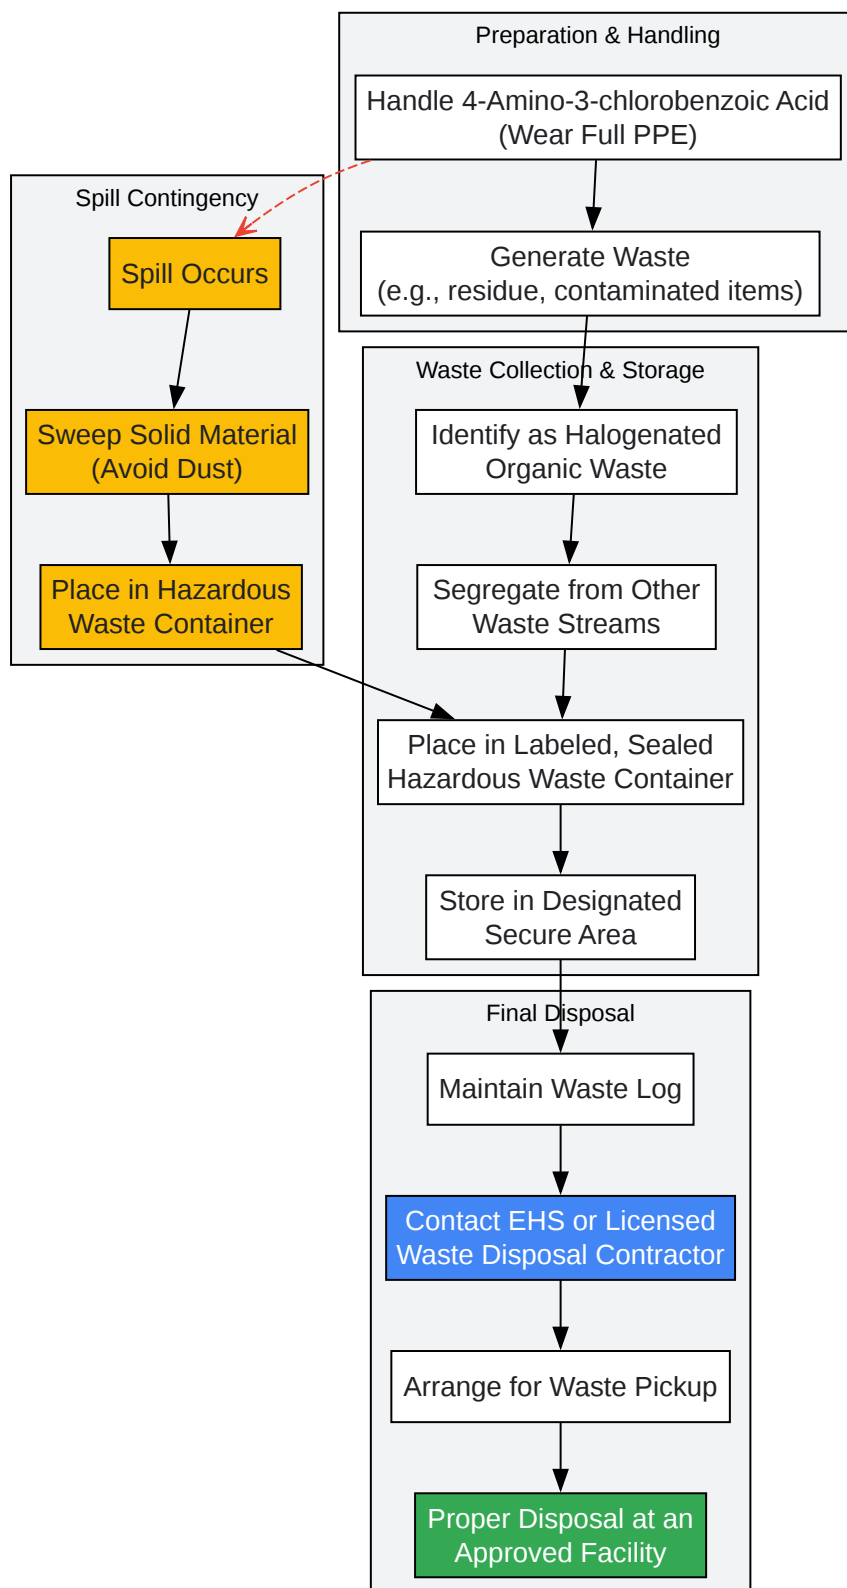 Preparation & Handling
Handle 4-Amino-3-chlorobenzoic Acid
(Wear Full PPE)
Generate Waste
(e.g., residue, contaminated items)
Spill Contingency
Spill Occurs
Sweep Solid Material
(Avoid Dust)
Place in Hazardous
Waste Container
Waste Collection & Storage
Identify as Halogenated
Organic Waste
Segregate from Other
Waste Streams
Place in Labeled, Sealed
Hazardous Waste Container
Store in Designated
Secure Area
Final Disposal
Maintain Waste Log
Contact EHS or Licensed
Waste Disposal Contractor
Arrange for Waste Pickup
Proper Disposal at an
Approved Facility